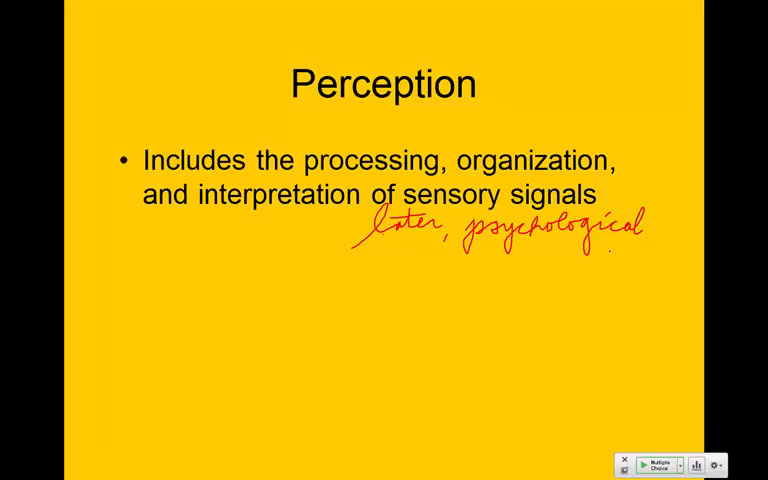 Perception
• Includes the processing, organization,
and interpretation of sensory signals
later, psychological
Multiple
Choice